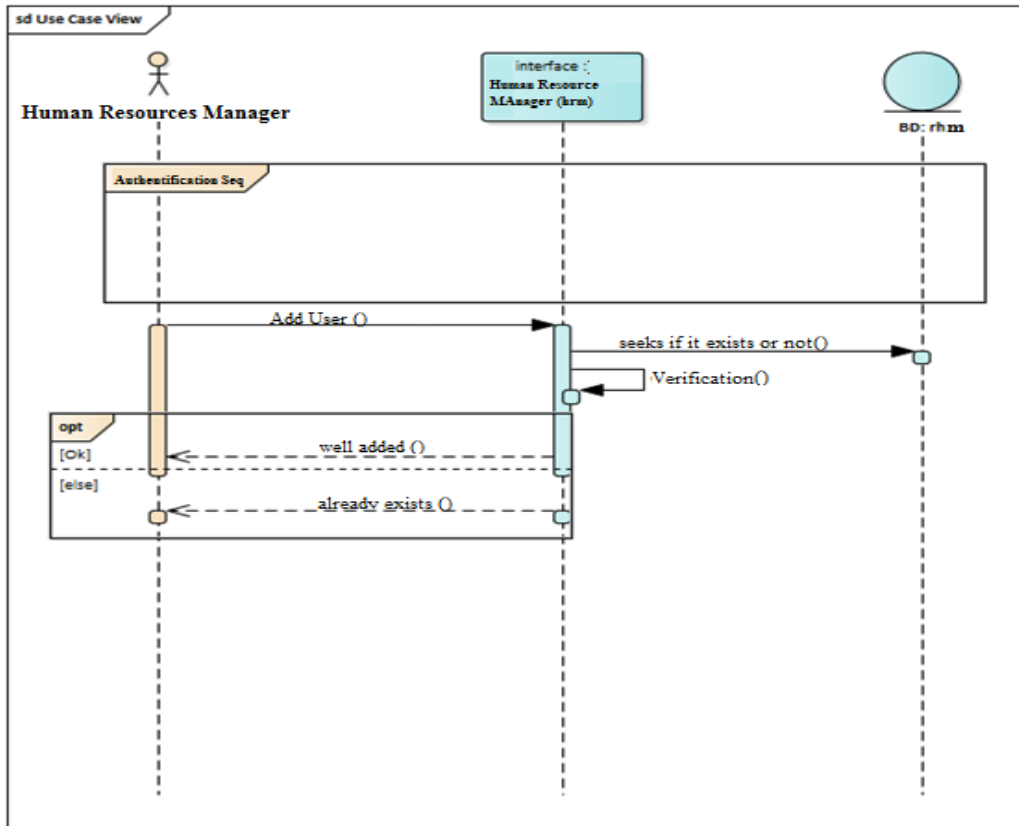 sd Use Case View
interface :
Human Resource
MAnager (hrm)
Human Resources Manager
BD: rhm
Authentification Seq
Add User ()
seeks if it exists or not()
Verification()
opt
[Ok]
well added ()
[else]
already exists ()